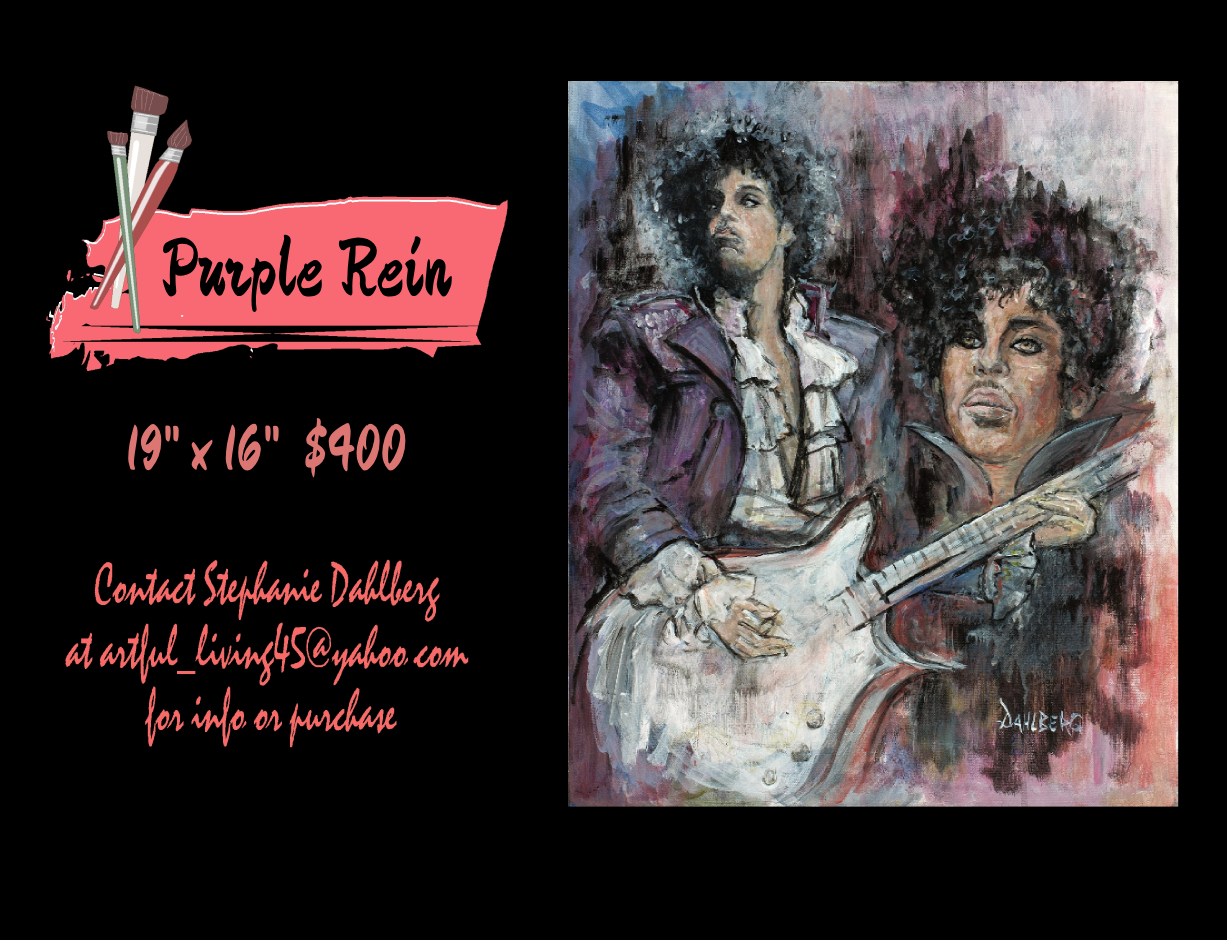 Purple Rein
19" x 16" $400
Contact Stephanie Dahlberg
at artful_living45@yahoo.com
for info or purchase
DAHLBERG